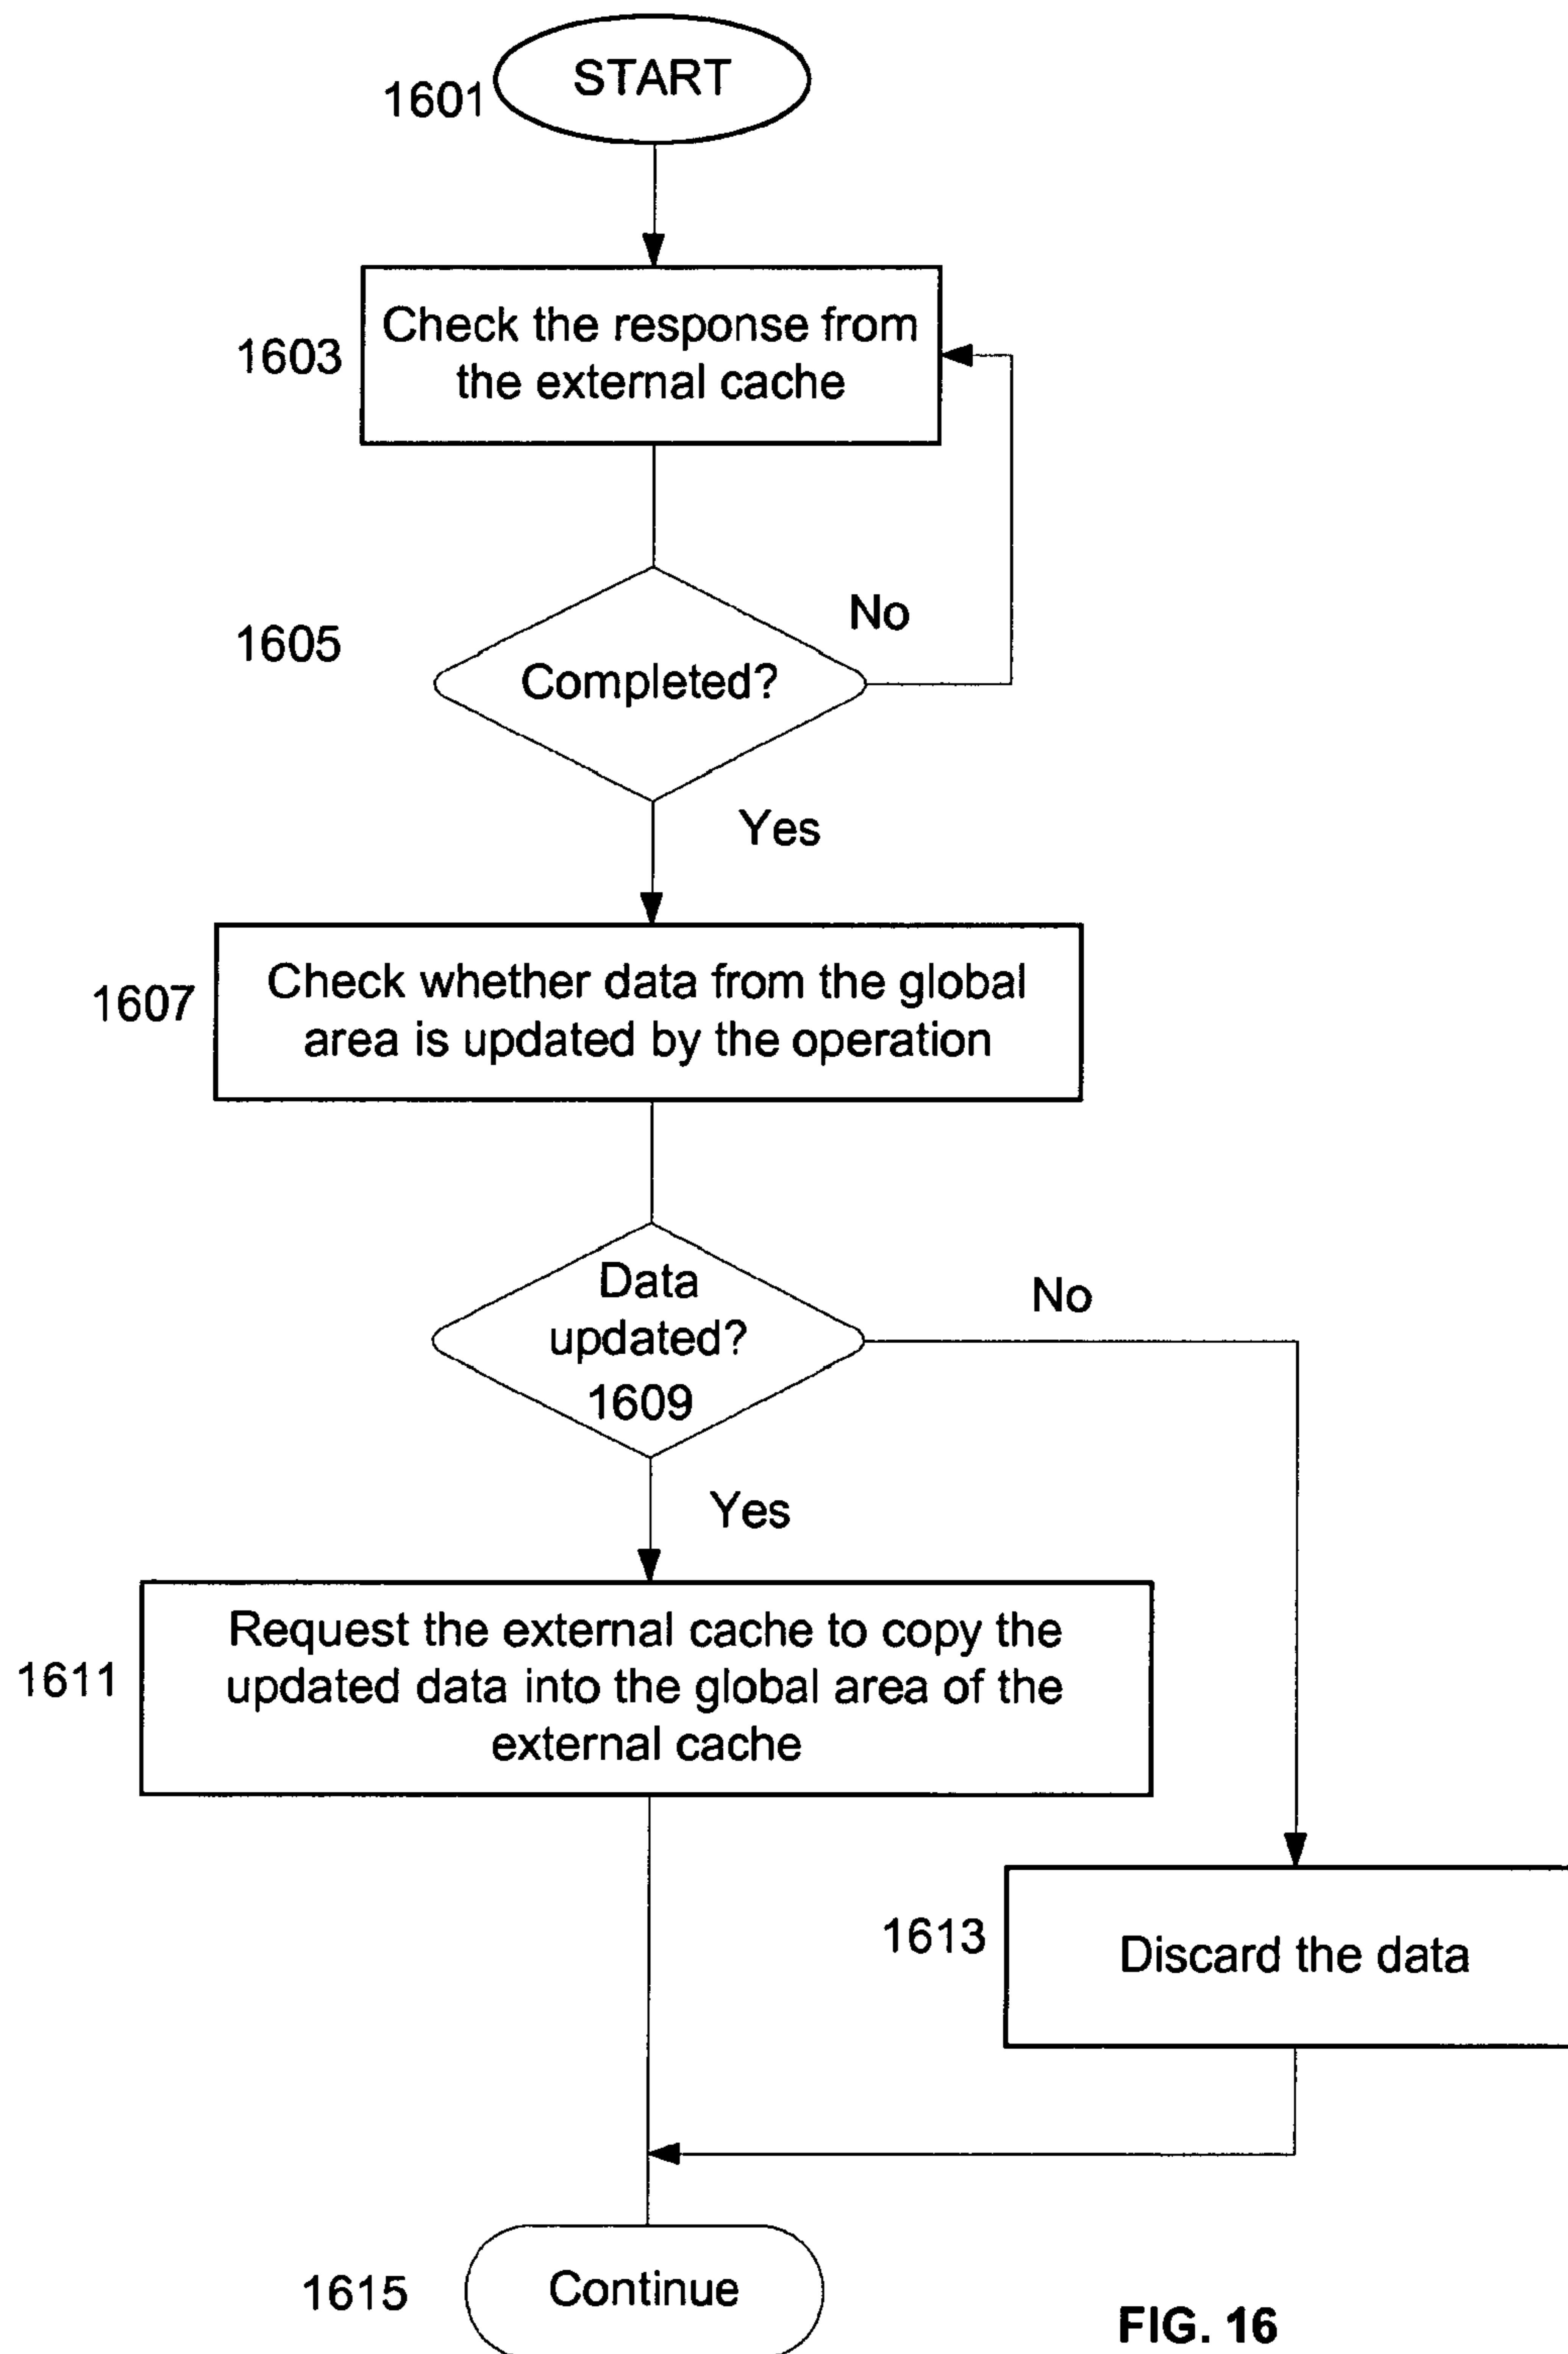 START
1601
Check the response from
the external cache
1603
No
1605
Completed?
Yes
Check whether data from the global
area is updated by the operation
1607
Data
updated?
1609
No
Yes
Request the external cache to copy the
updated data into the global area of the
external cache
1611
1613
Discard the data
Continue
1615
FIG. 16